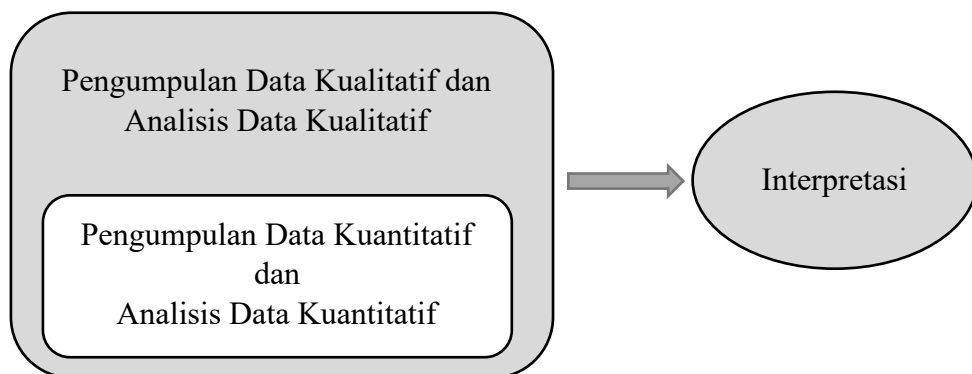 Pengumpulan Data Kualitatif dan
Analisis Data Kualitatif
Pengumpulan Data Kuantitatif
dan
Analisis Data Kuantitatif
Interpretasi